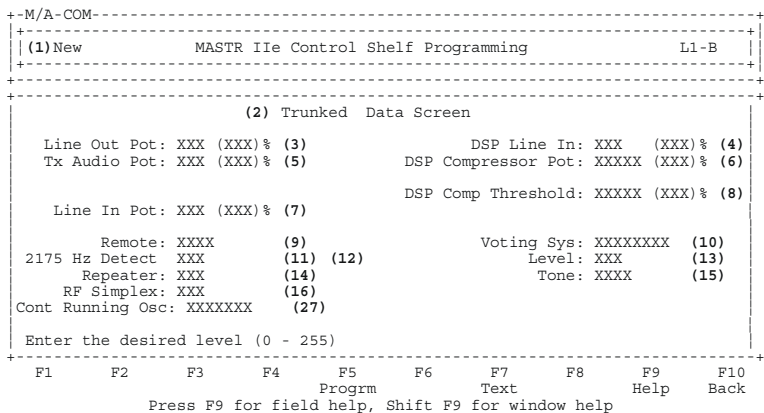 M/A-COM
(1)New MASTR IIe Control Shelf Programming L1-B
(2) Trunked Data Screen
Line Out Pot: XXX (XXX)% (3) DSP Line In: XXX (XXX)% (4)
Tx Audio Pot: XXX (XXX)% (5) DSP Compressor Pot: XXXXX (XXX)% (6)
DSP Comp Threshold: XXXXX (XXX)% (8)
Line In Pot: XXX (XXX)% (7)
Remote: XXXX (9) Voting Sys: XXXXXXXX (10)
2175 Hz Detect XXX (11) (12) Level: XXX (13)
Repeater: XXX (14) Tone: XXXX (15)
RF Simplex: XXX (16)
Cont Running Osc: XXXXXXX (27)
Enter the desired level (0 - 255)
F1 F2 F3 F4 F5 F6 F7 F8 F9 F10
Progrm Text Help Back
Press F9 for field help, Shift F9 for window help